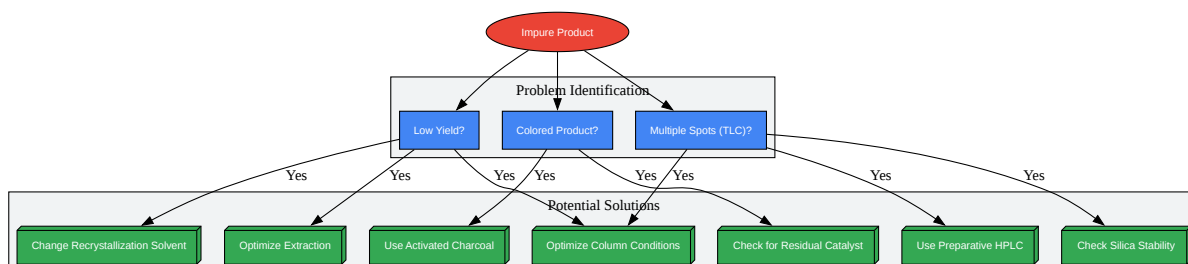 Impure Product
Problem Identification
Low Yield?
Colored Product?
Multiple Spots (TLC)?
Yes
Yes
Yes
Yes
Yes
Yes
Yes
Yes
Potential Solutions
Change Recrystallization Solvent
Optimize Extraction
Use Activated Charcoal
Optimize Column Conditions
Check for Residual Catalyst
Use Preparative HPLC
Check Silica Stability